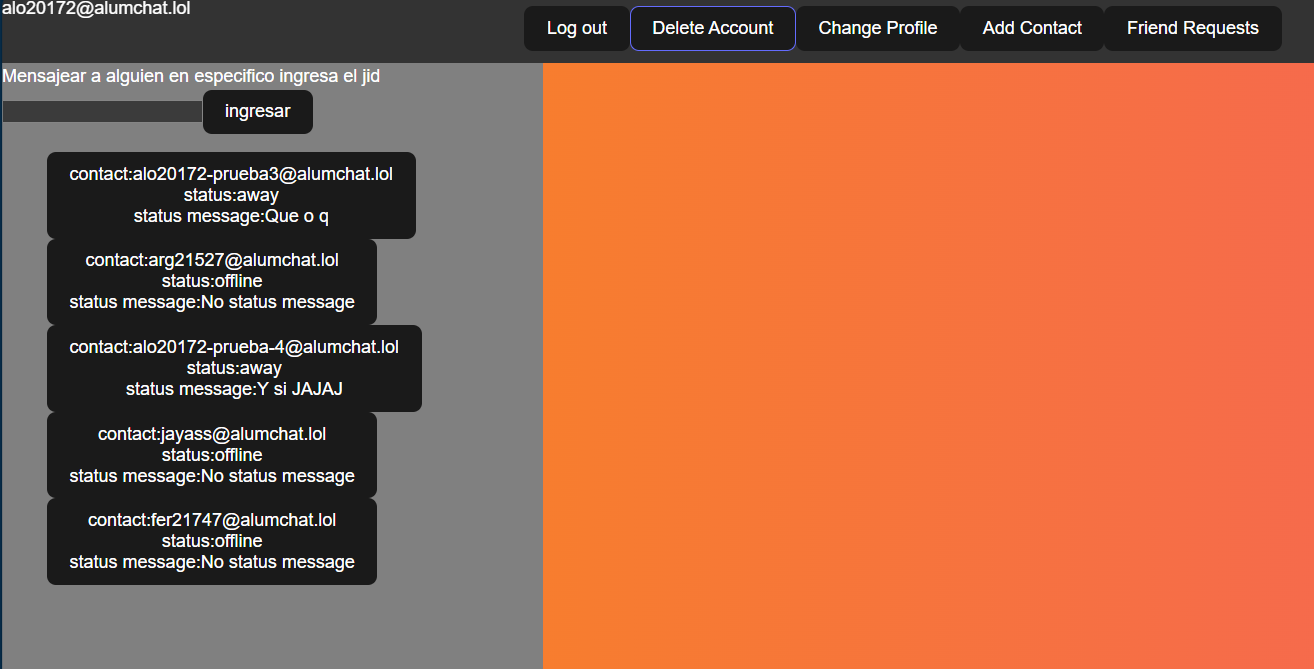 alo20172@alumchat.lol
Log out
Delete Account
Change Profile
Add Contact
Friend Requests
Mensajear a alguien en especifico ingresa el jid
ingresar
contact:alo20172-prueba3@alumchat.lol
status:away
status message:Que o q
contact:arg21527@alumchat.lol
status:offline
status message:No status message
contact:alo20172-prueba-4@alumchat.lol
status:away
status message:Y si JAJAJ
contact:jayass@alumchat.lol
status:offline
status message:No status message
contact:fer21747@alumchat.lol
status:offline
status message:No status message